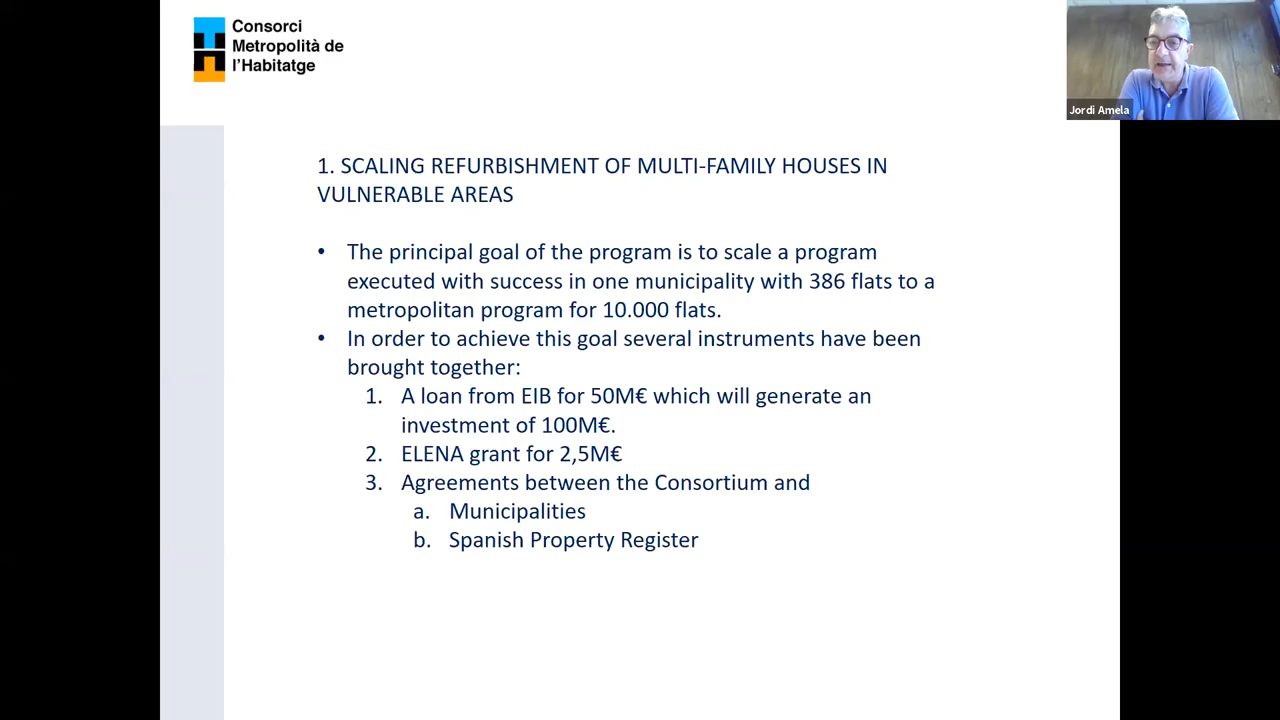 Consorci
Metropolità de
l'Habitatge
Jordi Amela
1. SCALING REFURBISHMENT OF MULTI-FAMILY HOUSES IN
VULNERABLE AREAS
• The principal goal of the program is to scale a program
executed with success in one municipality with 386 flats to a
metropolitan program for 10.000 flats.
• In order to achieve this goal several instruments have been
brought together:
1. A loan from EIB for 50M€ which will generate an
investment of 100M€.
2. ELENA grant for 2,5M€
3. Agreements between the Consortium and
a. Municipalities
b. Spanish Property Register